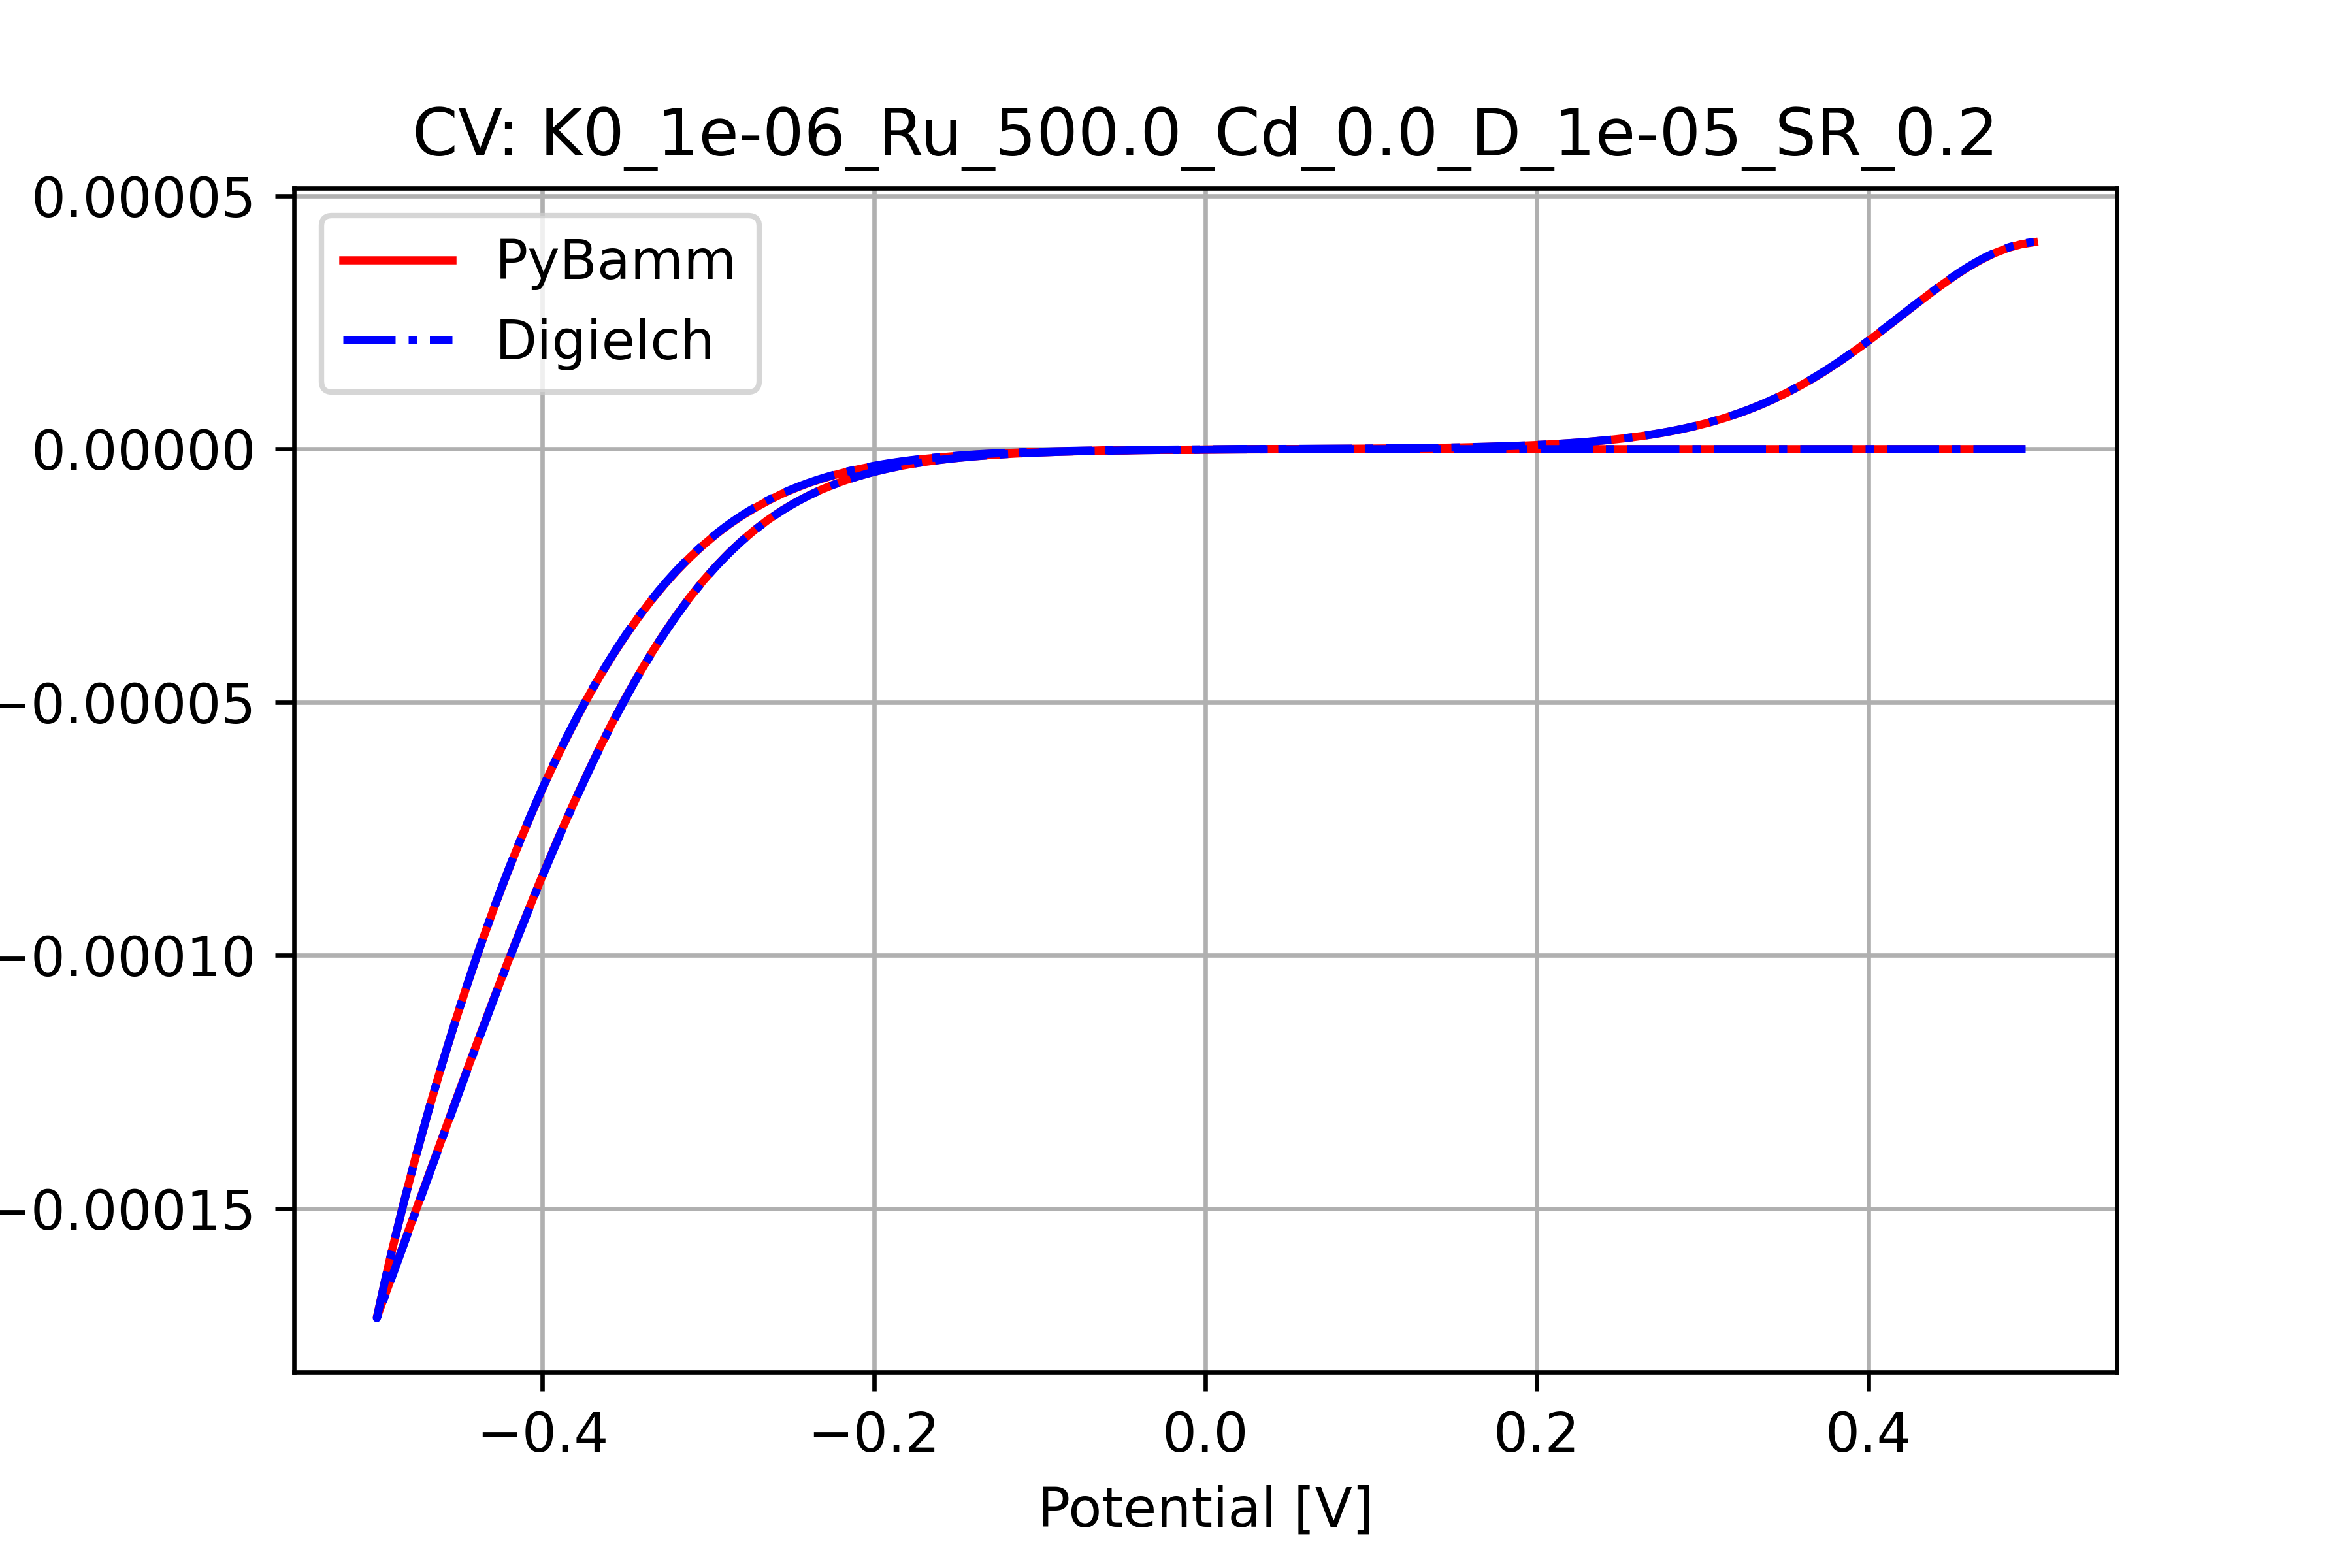 CV: K0_1e-06_Ru_500.0_Cd_0.0_D_1e-05_SR_0.2
0.00005
0.00000
−0.00005
−0.00010
−0.00015
PyBamm
Digielch
−0.4 −0.2 0.0 0.2 0.4
Potential [V]